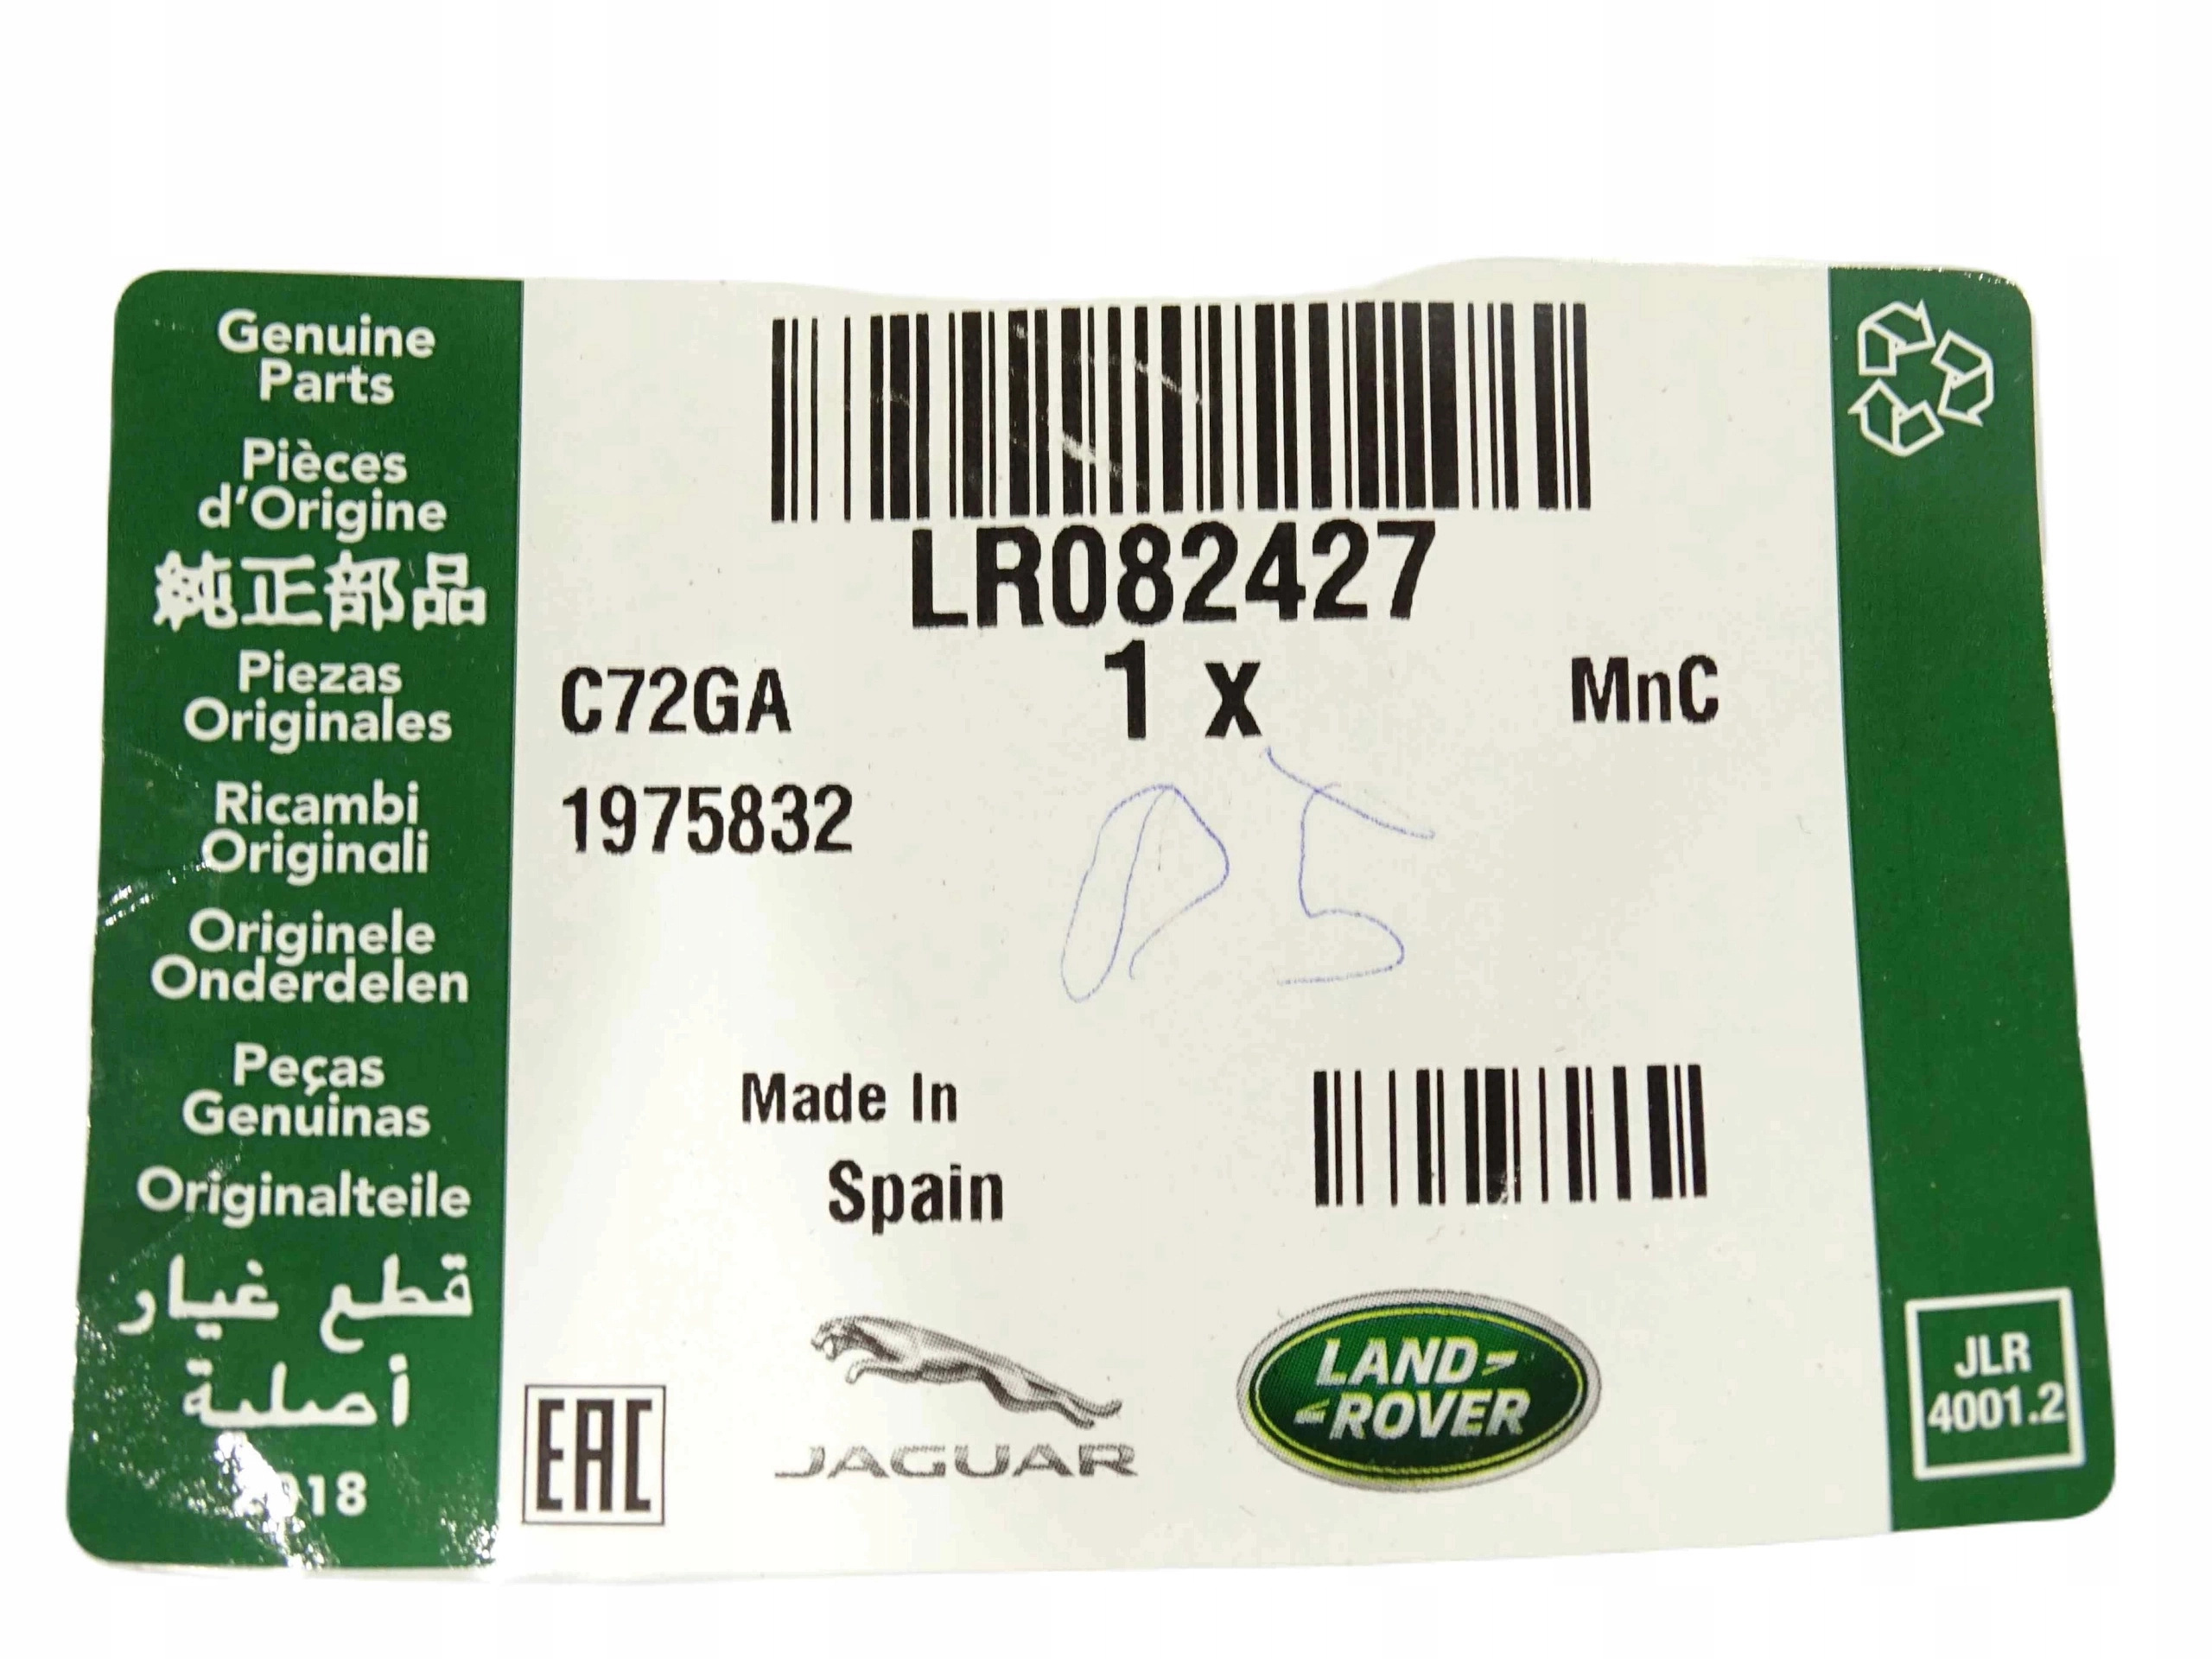 Genuine
Parts
Pièces
d'Origine
純正部品
Piezas
Originales
Ricambi
Originali
Originele
Onderdelen
Peças
Genuinas
Originalteile
قطع غيار
أصلية
LR082427
C72GA 1 x MnC
1975832
Made In
Spain
EAC
JAGUAR
LAND
ROVER
JLR
4001.2